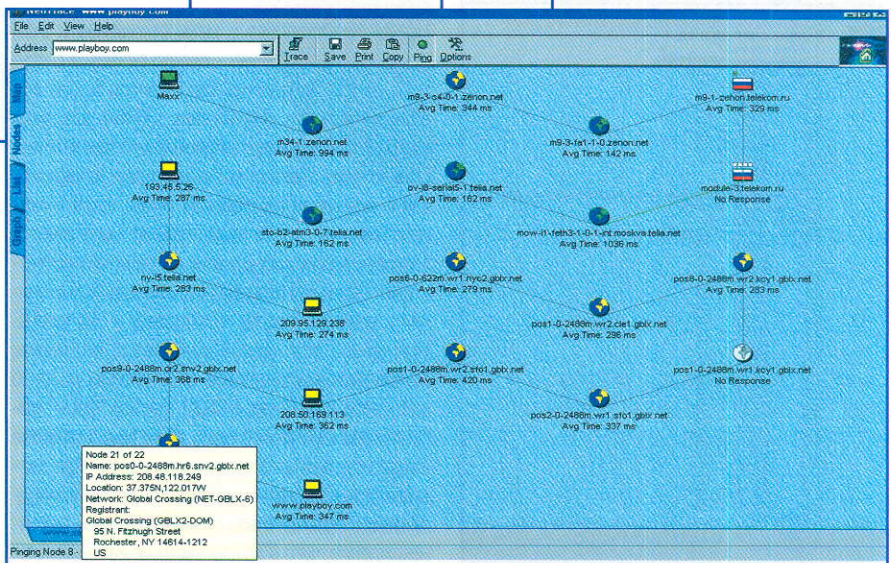 NeoTrace www.playboy.com
File Edit View Help
Address www.playboy.com
Trace Save Print Copy Ping Options
Map
Nodes
List
Graph
Maxx
m34-1.zenon.net
Avg Time: 994 ms
m9-3-s4-0-1.zenon.net
Avg Time: 344 ms
m9-3-fe1-1-0.zenon.net
Avg Time: 142 ms
m9-1-zenon.telekom.ru
Avg Time: 329 ms
module-3.telekom.ru
No Response
mow-i1-feth3-1-0-1-int.moskva.telia.net
Avg Time: 1036 ms
ov-i8-serial5-1.telia.net
Avg Time: 162 ms
sto-b2-atm3-0-7.telia.net
Avg Time: 162 ms
193.45.5.26
Avg Time: 287 ms
ny-i5.telia.net
Avg Time: 283 ms
209.95.129.238
Avg Time: 274 ms
pos6-0-622m.wr1.nyc2.gblx.net
Avg Time: 279 ms
pos1-0-2488m.wr2.cle1.gblx.net
Avg Time: 296 ms
pos8-0-2488m.wr2.kcy1.gblx.net
Avg Time: 283 ms
pos1-0-2488m.wr1.kcy1.gblx.net
No Response
pos2-0-2488m.wr1.sfo1.gblx.net
Avg Time: 337 ms
pos1-0-2488m.wr2.sfo1.gblx.net
Avg Time: 420 ms
208.50.169.113
Avg Time: 362 ms
pos9-0-2488m.cr2.snv2.gblx.net
Avg Time: 358 ms
Node 21 of 22
Name: pos0-0-2488m.hr6.snv2.gblx.net
IP Address: 208.48.118.249
Location: 37.375N,122.017W
Network: Global Crossing (NET-GBLX-6)
Registrant:
Global Crossing (GBLX2-DOM)
95 N. Fitzhugh Street
Rochester, NY 14614-1212
US
www.playboy.com
Avg Time: 347 ms
Pinging Node 8 -